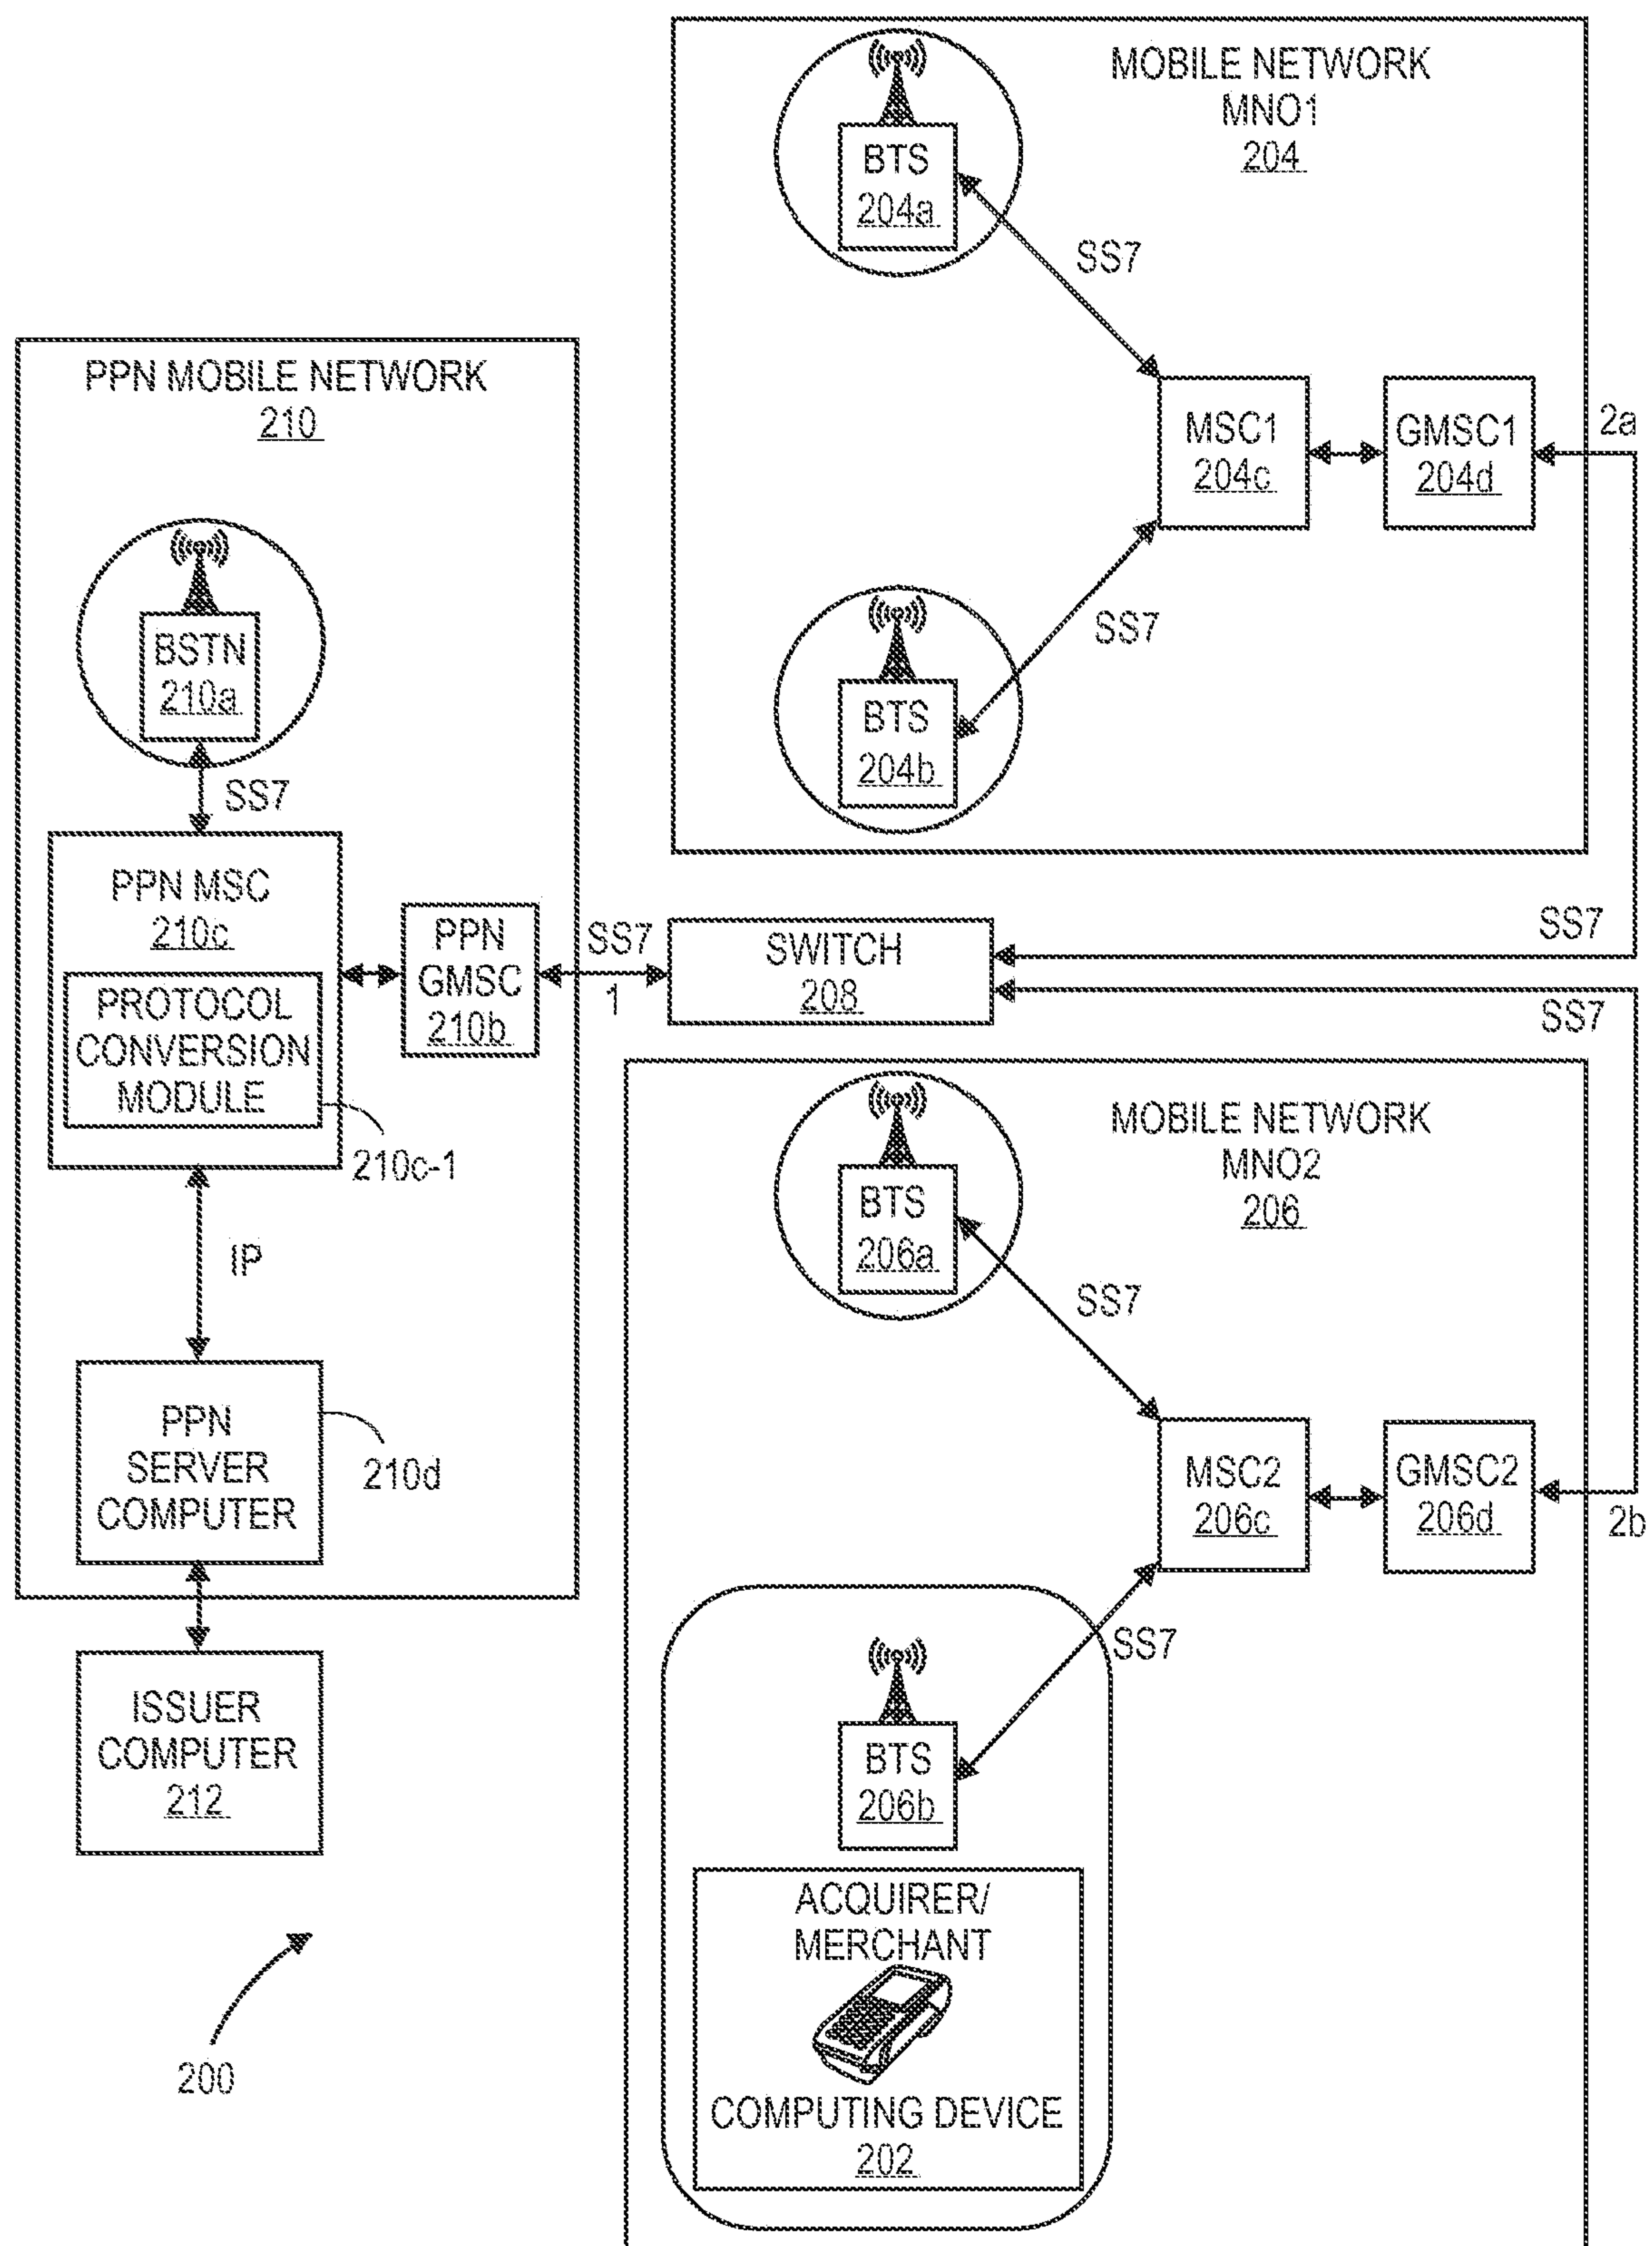 MOBILE NETWORK
MNO1
204
BTS
204a
SS7
MSC1
204c
GMSC1
204d
2a
SS7
BTS
204b
SS7
PPN MOBILE NETWORK
210
BSTN
210a
SS7
PPN MSC
210c
PROTOCOL
CONVERSION
MODULE
210c-1
PPN
GMSC
210b
SS7
1
SWITCH
208
SS7
IP
PPN
SERVER
COMPUTER
210d
ISSUER
COMPUTER
212
200
MOBILE NETWORK
MNO2
206
BTS
206a
SS7
MSC2
206c
GMSC2
206d
2b
SS7
BTS
206b
ACQUIRER/
MERCHANT
COMPUTING DEVICE
202